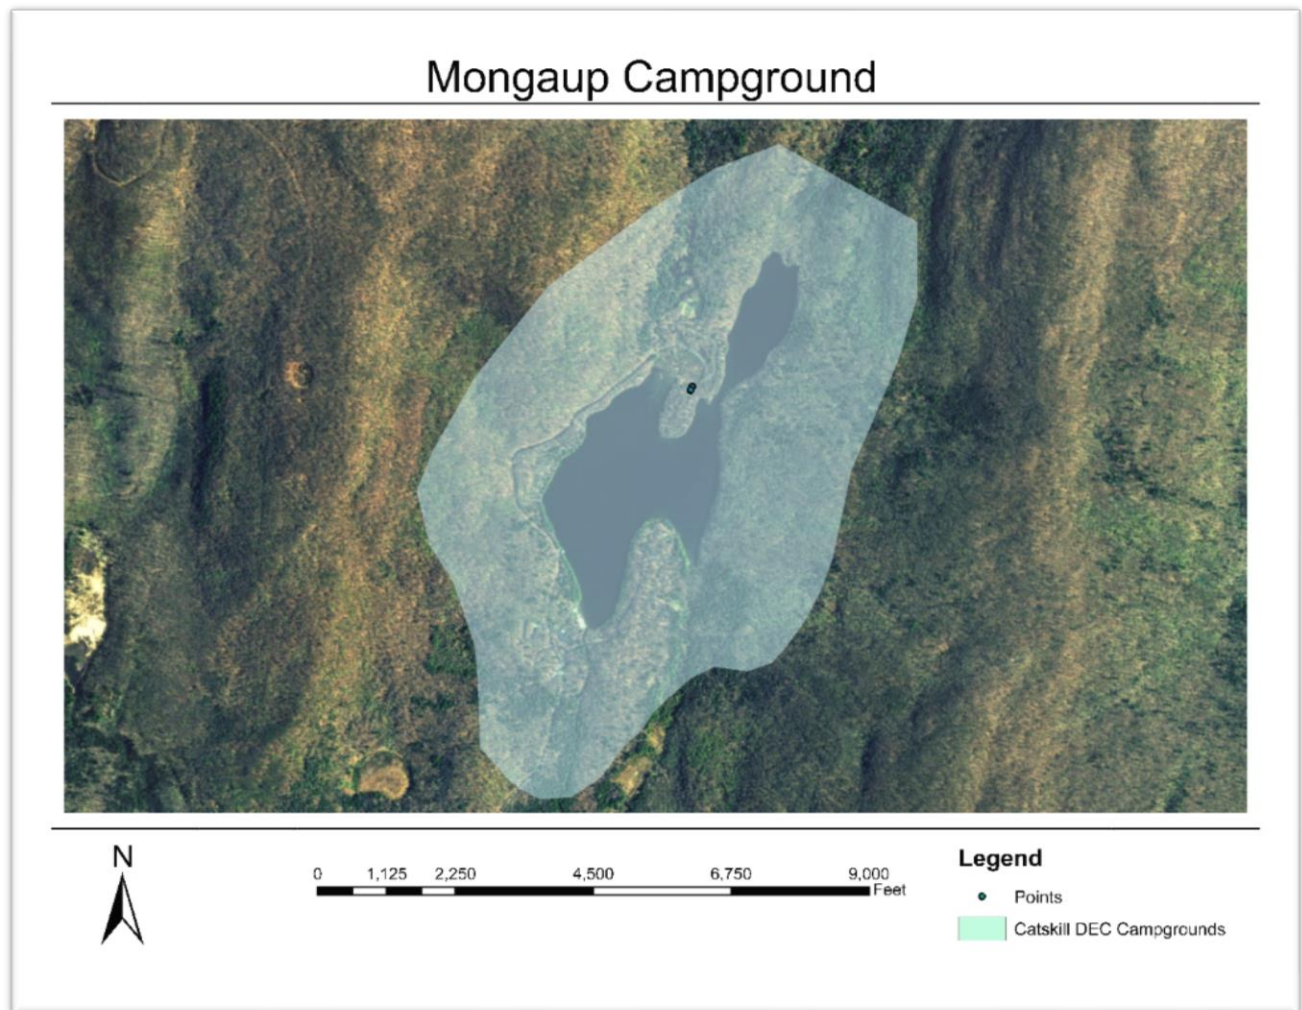 Mongaup Campground
N
0 1,125 2,250 4,500 6,750 9,000
Feet
Legend
Points
Catskill DEC Campgrounds